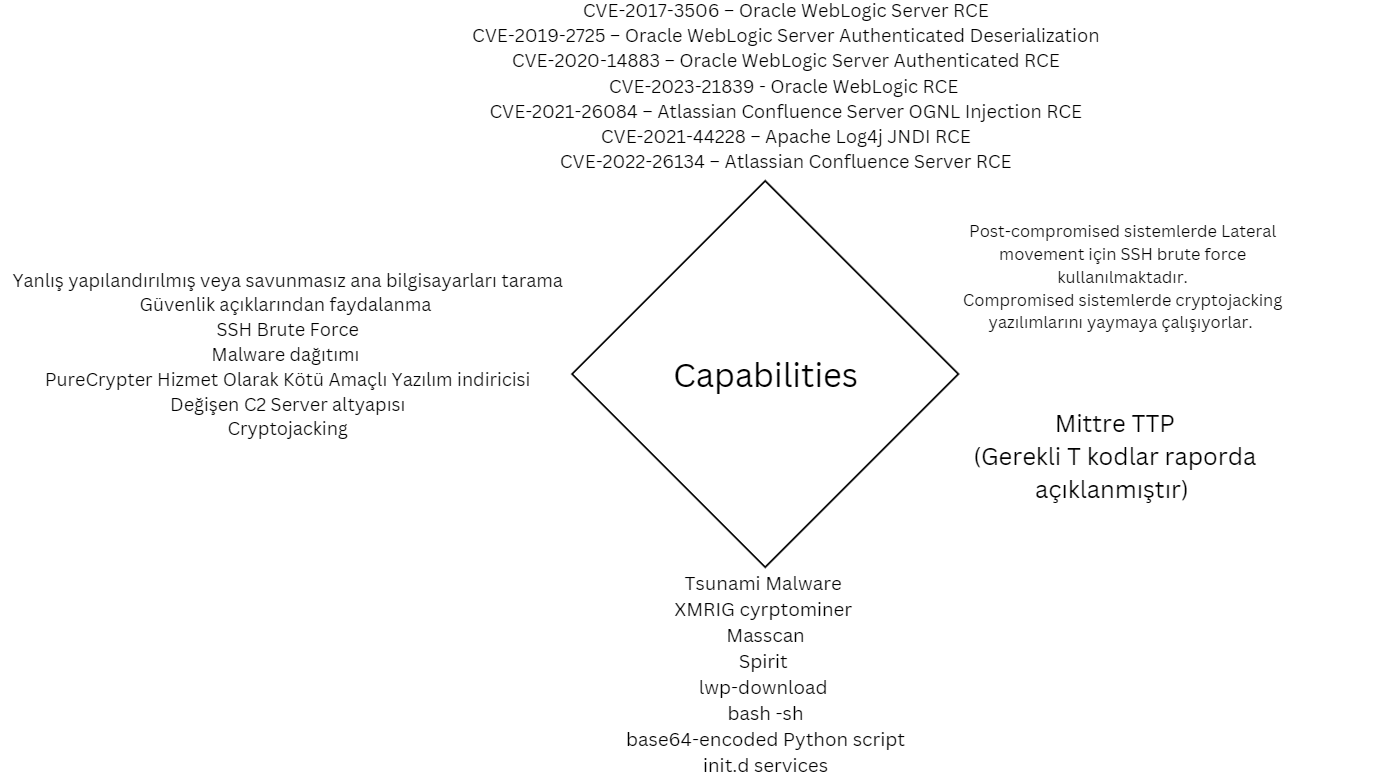 CVE-2017-3506 – Oracle WebLogic Server RCE
CVE-2019-2725 – Oracle WebLogic Server Authenticated Deserialization
CVE-2020-14883 – Oracle WebLogic Server Authenticated RCE
CVE-2023-21839 - Oracle WebLogic RCE
CVE-2021-26084 – Atlassian Confluence Server OGNL Injection RCE
CVE-2021-44228 – Apache Log4j JNDI RCE
CVE-2022-26134 – Atlassian Confluence Server RCE
Yanlış yapılandırılmış veya savunmasız ana bilgisayarları tarama
Güvenlik açıklarından faydalanma
SSH Brute Force
Malware dağıtımı
PureCrypter Hizmet Olarak Kötü Amaçlı Yazılım indiricisi
Değişen C2 Server altyapısı
Cryptojacking
Capabilities
Post-compromised sistemlerde Lateral
movement için SSH brute force
kullanılmaktadır.
Compromised sistemlerde cryptojacking
yazılımlarını yaymaya çalışıyorlar.
Mittre TTP
(Gerekli T kodlar raporda
açıklanmıştır)
Tsunami Malware
XMRIG cyrptominer
Masscan
Spirit
lwp-download
bash -sh
base64-encoded Python script
init.d services